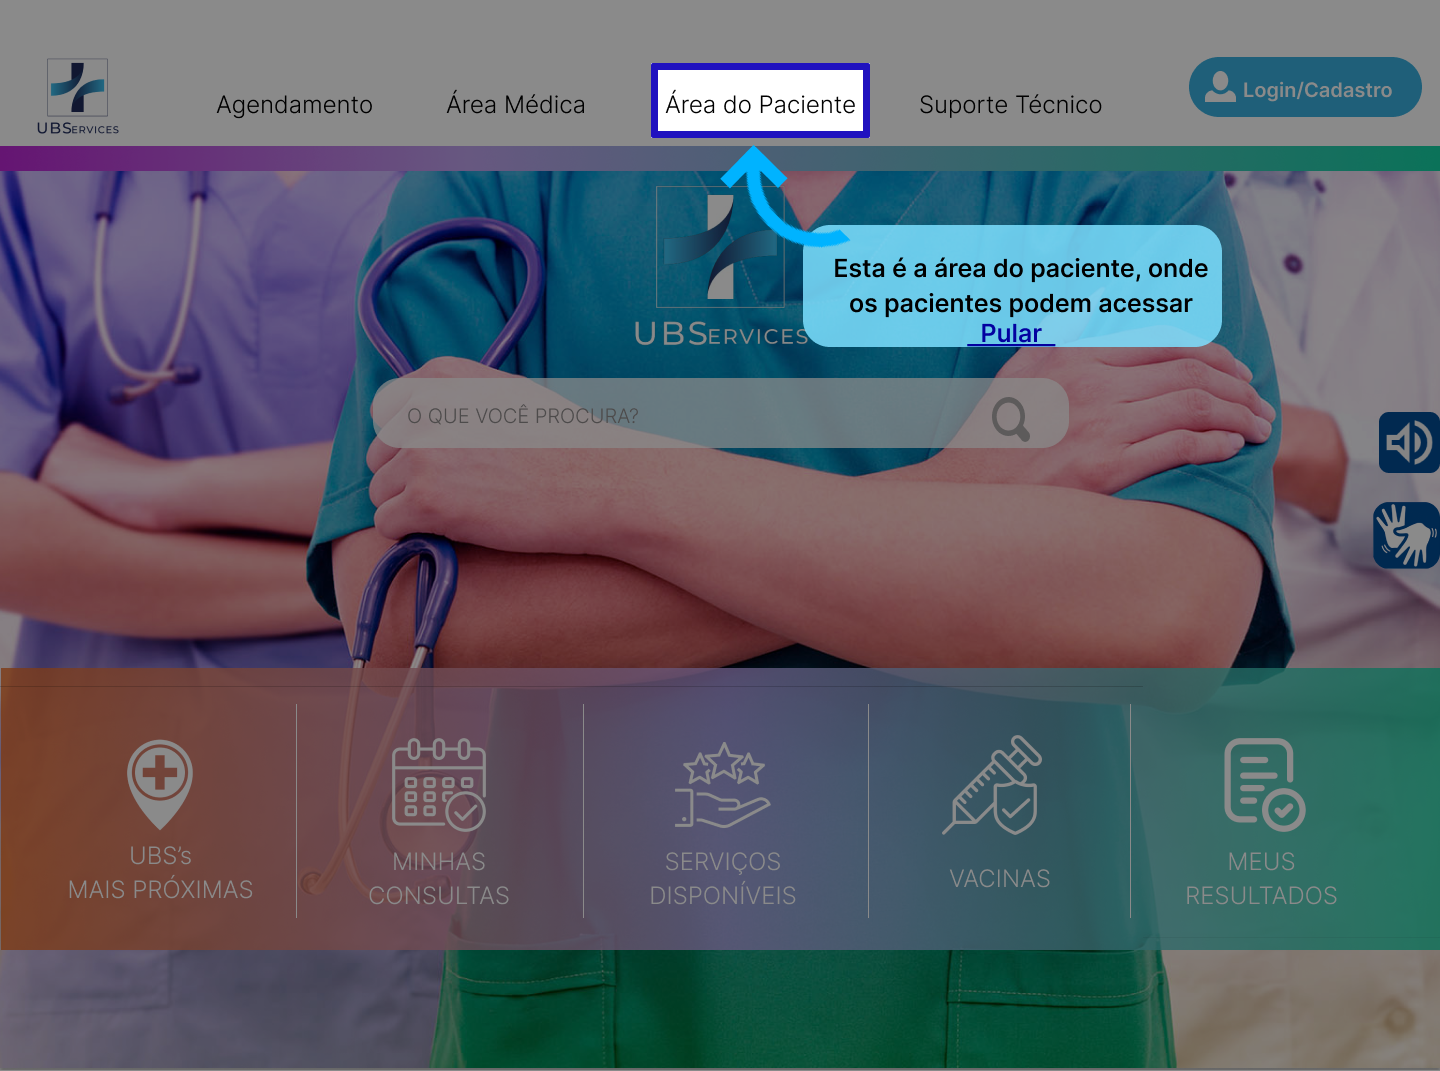 UBSERVICES
Agendamento
Área Médica
Área do Paciente
Suporte Técnico
Login/Cadastro
UBSERVICES
Esta é a área do paciente, onde
os pacientes podem acessar
Pular
O QUE VOCÊ PROCURA?
UBS’s
MAIS PRÓXIMAS
MINHAS
CONSULTAS
SERVIÇOS
DISPONÍVEIS
VACINAS
MEUS
RESULTADOS